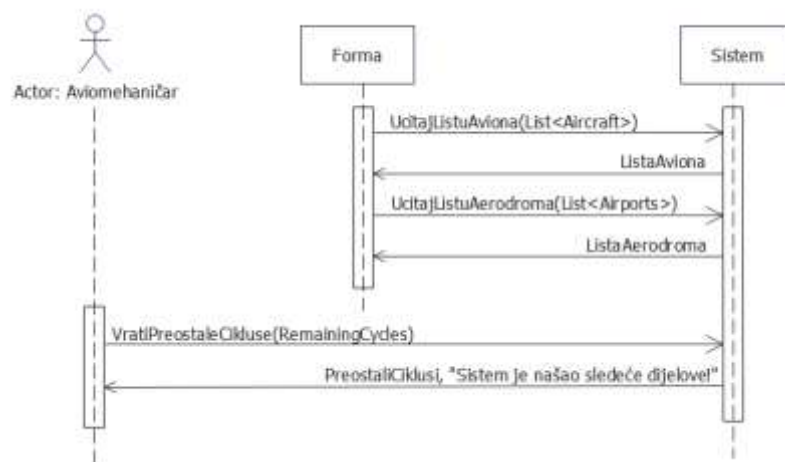 Forma
Sistem
Actor: Aviomehaničar
UcitajListuAviona(List<Aircraft>)
ListaAviona
UcitajListuAerodroma(List<Airports>)
ListaAerodroma
VratiPreostaleCikluse(RemainingCycles)
PreostaliCiklusi, "Sistem je našao sledeće dijelove!"